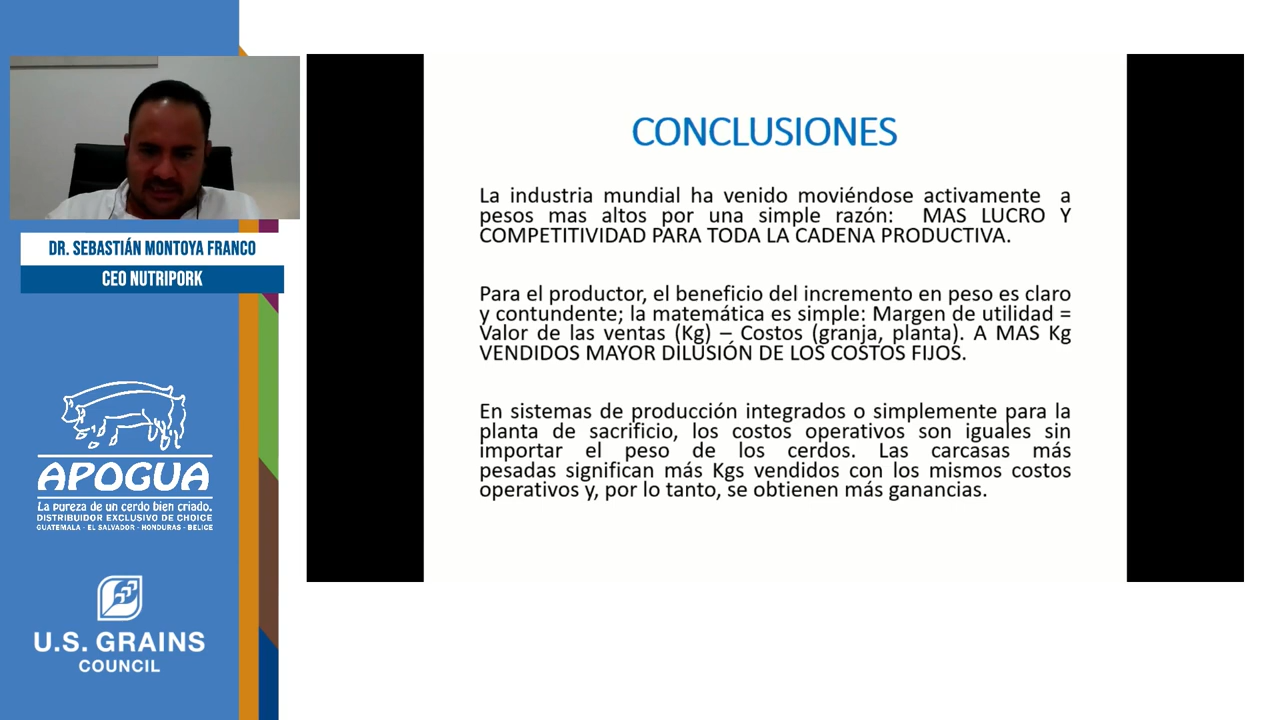 DR. SEBASTIÁN MONTOYA FRANCO
CEO NUTRIPORK
APOGUA
La pureza de un cerdo bien criado.
DISTRIBUIDOR EXCLUSIVO DE CHOICE
GUATEMALA - EL SALVADOR - HONDURAS - BELICE
U.S. GRAINS
COUNCIL
CONCLUSIONES
La industria mundial ha venido moviéndose activamente a
pesos mas altos por una simple razón: MAS LUCRO Y
COMPETITIVIDAD PARA TODA LA CADENA PRODUCTIVA.
Para el productor, el beneficio del incremento en peso es claro
y contundente; la matemática es simple: Margen de utilidad =
Valor de las ventas (Kg) – Costos (granja, planta). A MAS Kg
VENDIDOS MAYOR DILUSIÓN DE LOS COSTOS FIJOS.
En sistemas de producción integrados o simplemente para la
planta de sacrificio, los costos operativos son iguales sin
importar el peso de los cerdos. Las carcasas más
pesadas significan más Kgs vendidos con los mismos costos
operativos y, por lo tanto, se obtienen más ganancias.